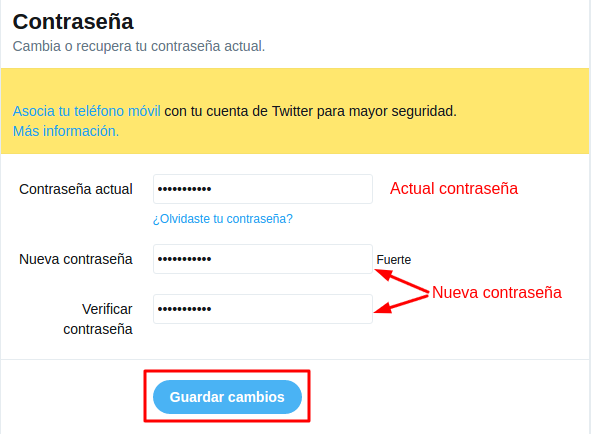 Contraseña
Cambia o recupera tu contraseña actual.
Asocia tu teléfono móvil con tu cuenta de Twitter para mayor seguridad.
Más información.
Contraseña actual ••••••••••• Actual contraseña
¿Olvidaste tu contraseña?
Nueva contraseña ••••••••••• Fuerte
Nueva contraseña
Verificar •••••••••••
contraseña
Guardar cambios